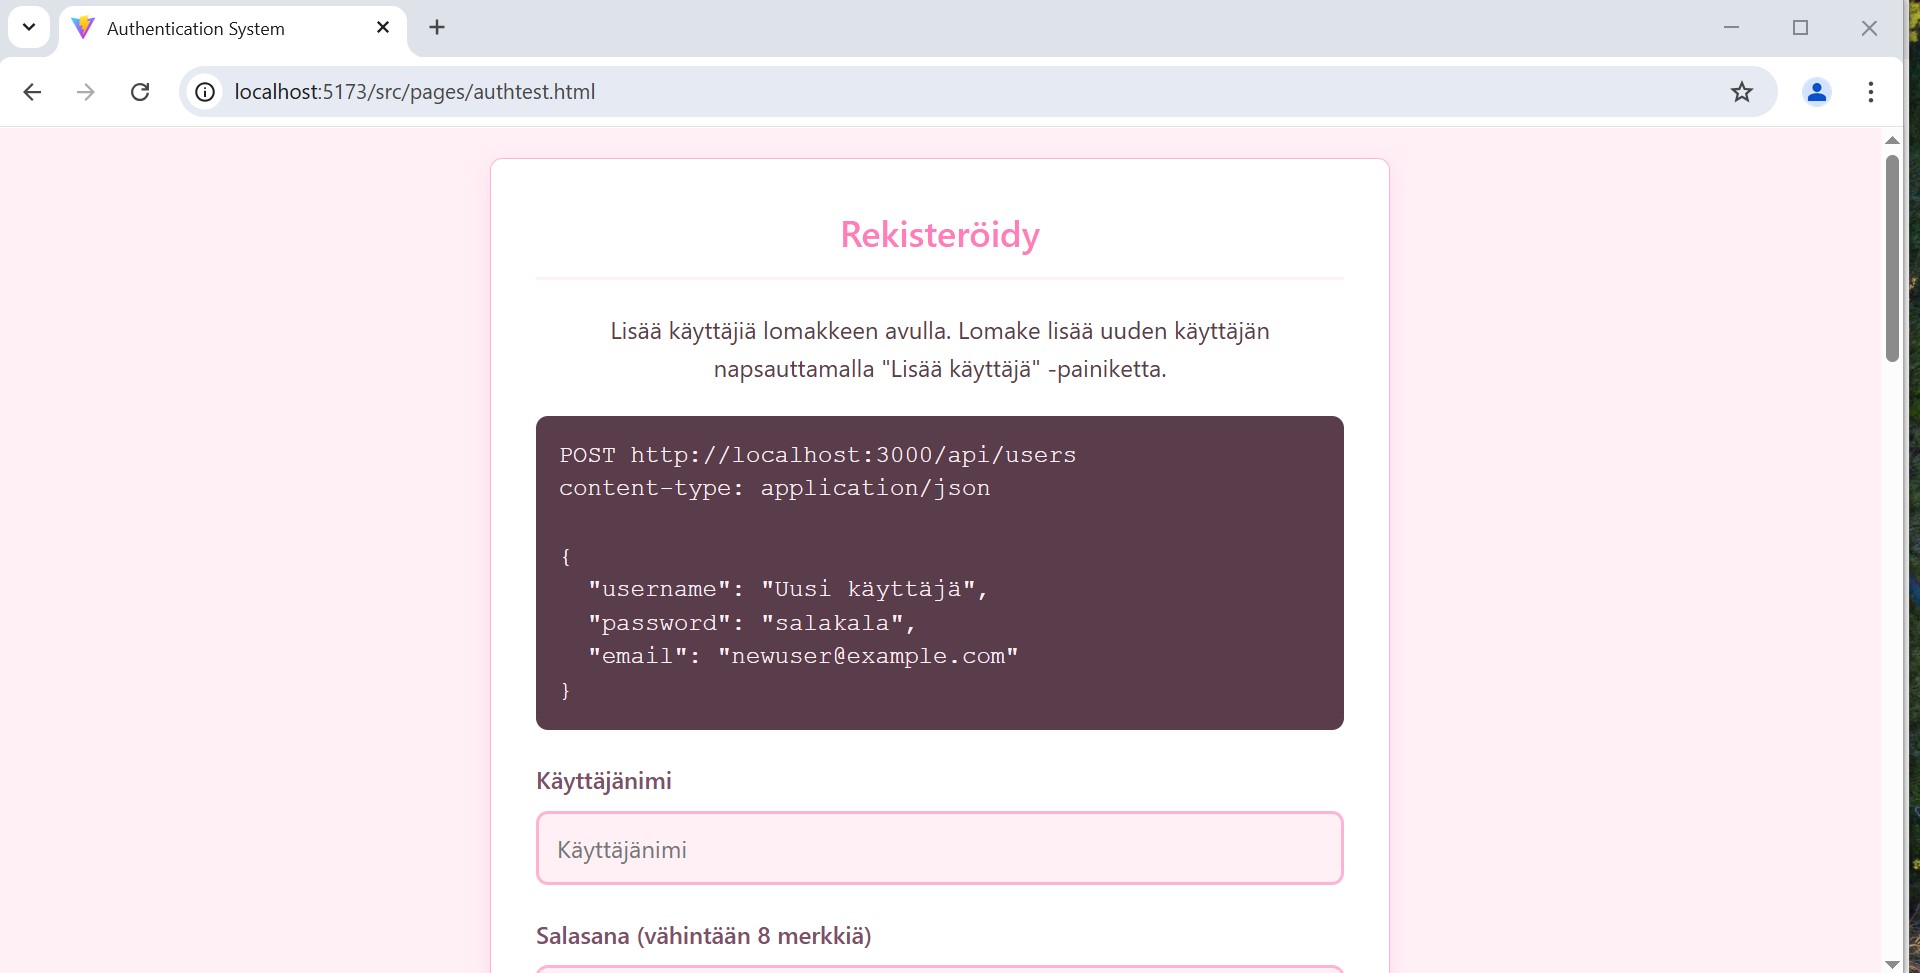 Authentication System
localhost:5173/src/pages/authtest.html
Rekisteröidy
Lisää käyttäjiä lomakkeen avulla. Lomake lisää uuden käyttäjän
napsauttamalla "Lisää käyttäjä" -painiketta.
POST http://localhost:3000/api/users
content-type: application/json
{
  "username": "Uusi käyttäjä",
  "password": "salakala",
  "email": "newuser@example.com"
}
Käyttäjänimi
Käyttäjänimi
Salasana (vähintään 8 merkkiä)